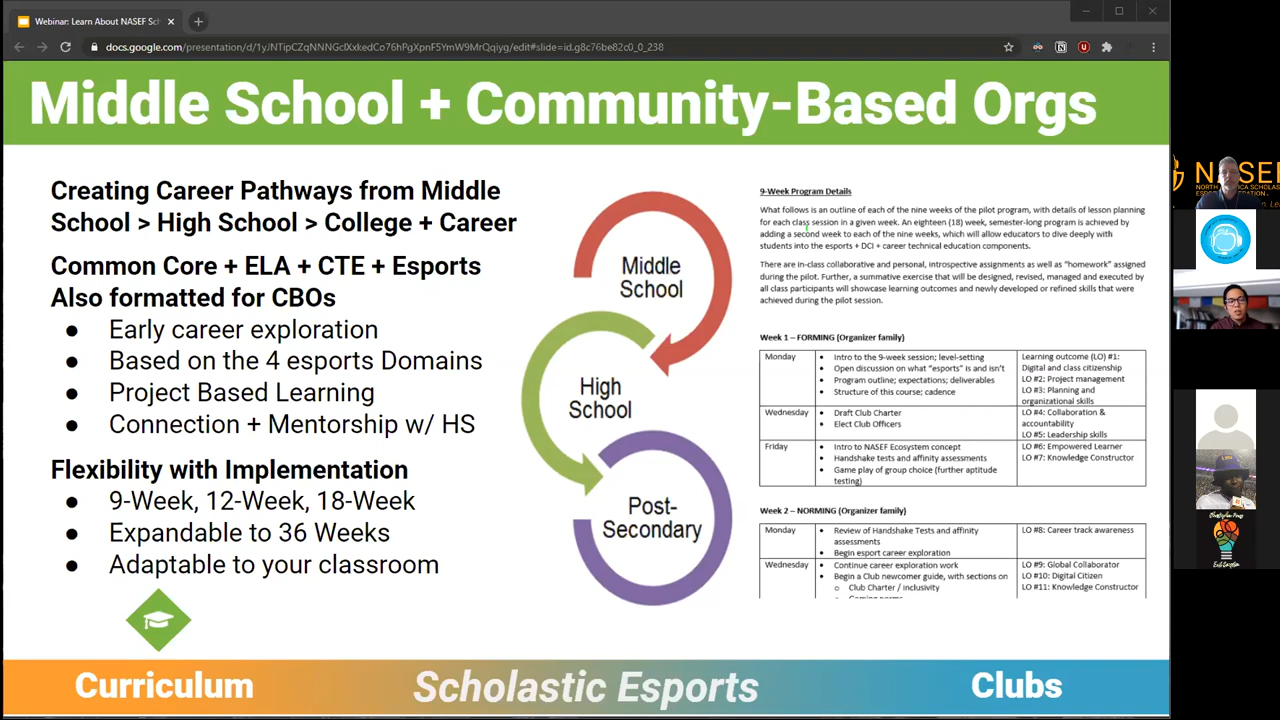 Webinar: Learn About NASEF Sch
docs.google.com/presentation/d/1yJNTipCZqNNNGclXxkedCo76hPgXpnF5YmW9MrQqiyg/edit#slide=id.g8c76be82c0_0_238
Middle School + Community-Based Orgs
Creating Career Pathways from Middle
School > High School > College + Career
Common Core + ELA + CTE + Esports
Also formatted for CBOs
● Early career exploration
● Based on the 4 esports Domains
● Project Based Learning
● Connection + Mentorship w/ HS
Flexibility with Implementation
● 9-Week, 12-Week, 18-Week
● Expandable to 36 Weeks
● Adaptable to your classroom
Middle
School
High
School
Post-
Secondary
9-Week Program Details
What follows is an outline of each of the nine weeks of the pilot program, with details of lesson planning
for each class session in a given week. An eighteen (18) week, semester-long program is achieved by
adding a second week to each of the nine weeks, which will allow educators to dive deeply with
students into the esports + DCI + career technical education components.
There are in-class collaborative and personal, introspective assignments as well as "homework" assigned
during the pilot. Further, a summative exercise that will be designed, revised, managed and executed by
all class participants will showcase learning outcomes and newly developed or refined skills that were
achieved during the pilot session.
Week 1 – FORMING (Organizer family)
Monday
• Intro to the 9-week session; level-setting
• Open discussion on what "esports" is and isn't
• Program outline; expectations; deliverables
• Structure of this course; cadence
Learning outcome (LO) #1:
Digital and class citizenship
LO #2: Project management
LO #3: Planning and
organizational skills
Wednesday
• Draft Club Charter
• Elect Club Officers
LO #4: Collaboration &
accountability
LO #5: Leadership skills
Friday
• Intro to NASEF Ecosystem concept
• Handshake tests and affinity assessments
• Game play of group choice (further aptitude
testing)
LO #6: Empowered Learner
LO #7: Knowledge Constructor
Week 2 – NORMING (Organizer family)
Monday
• Review of Handshake Tests and affinity
assessments
• Begin esport career exploration
LO #8: Career track awareness
Wednesday
• Continue career exploration work
• Begin a Club newcomer guide, with sections on
o Club Charter / inclusivity
LO #9: Global Collaborator
LO #10: Digital Citizen
LO #11: Knowledge Constructor
Curriculum
Scholastic Esports
Clubs
NASEF